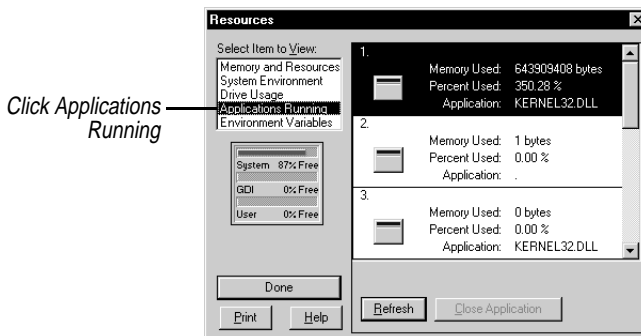 Resources
Select Item to View:
Memory and Resources
System Environment
Drive Usage
Applications Running
Environment Variables
Click Applications
Running
System 87% Free
GDI 0% Free
User 0% Free
Done
Print
Help
1.
Memory Used: 643909408 bytes
Percent Used: 350.28 %
Application: KERNEL32.DLL
2.
Memory Used: 1 bytes
Percent Used: 0.00 %
Application: .
3.
Memory Used: 0 bytes
Percent Used: 0.00 %
Application: KERNEL32.DLL
Refresh
Close Application